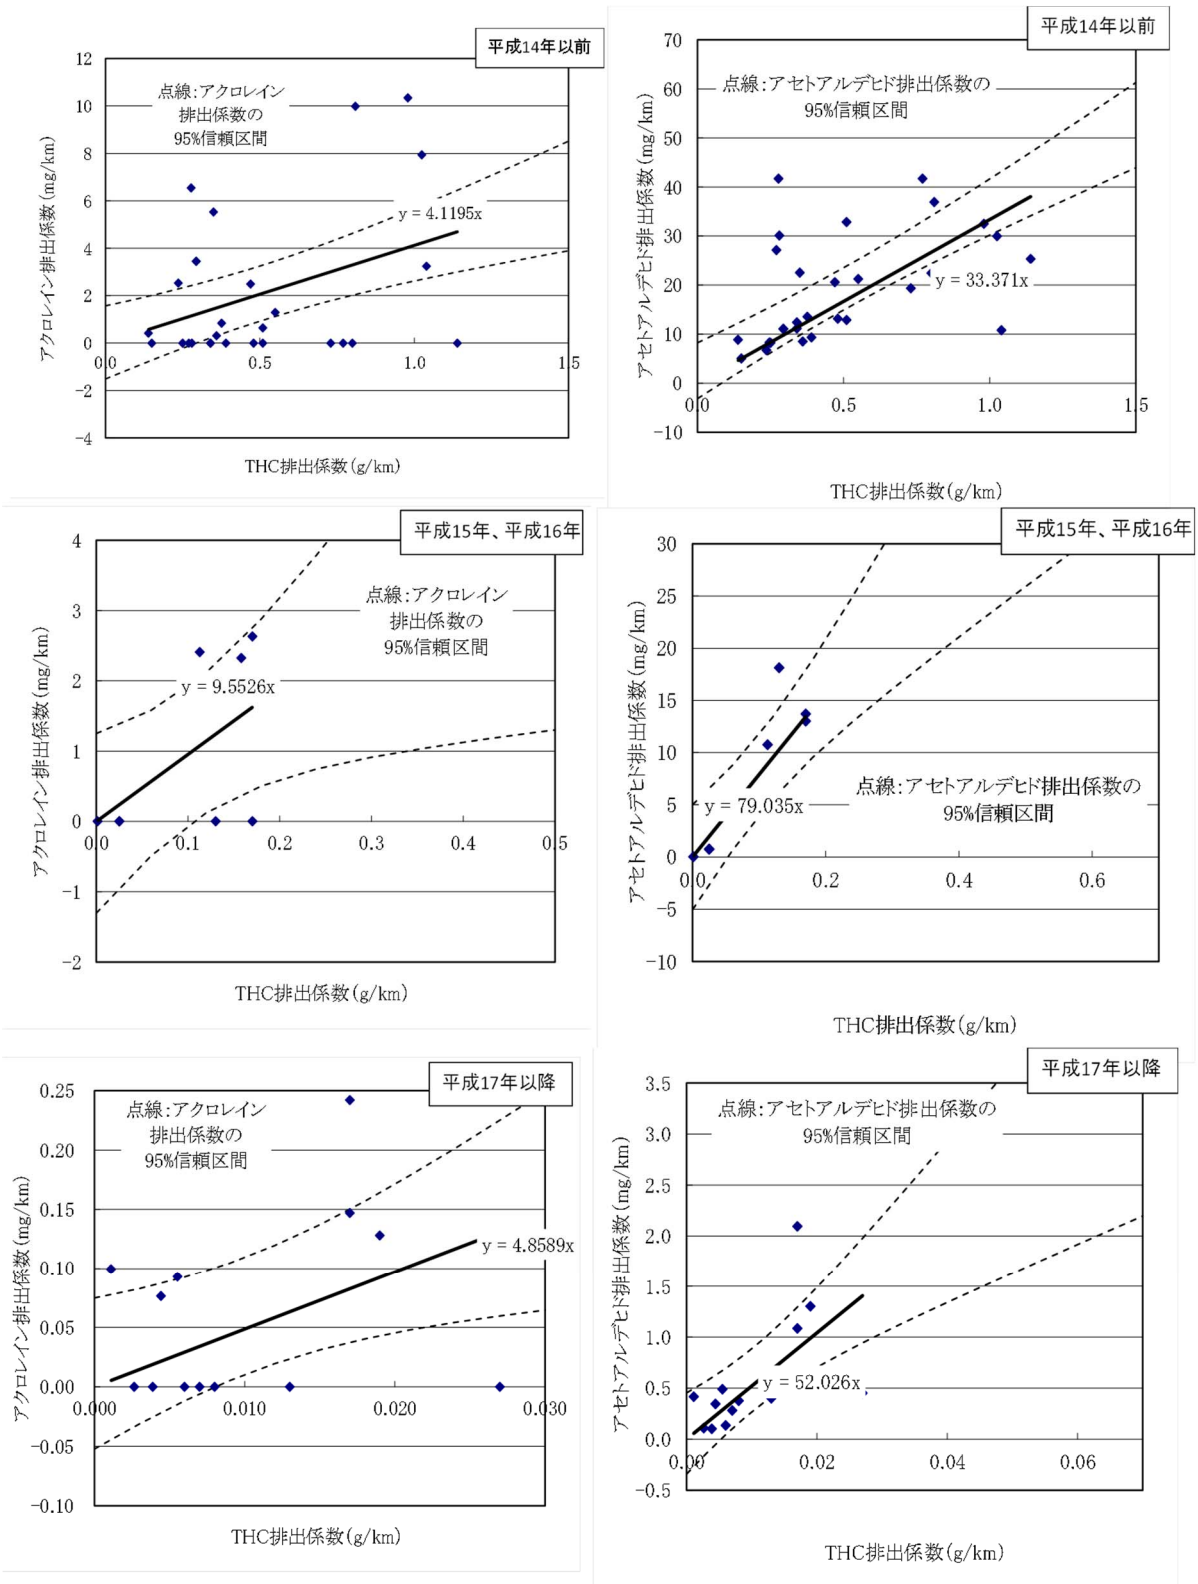 平成14年以前
12
10
8
6
4
2
0
−2
−4
点線：アクロレイン
排出係数の
95%信頼区間
y = 4.1195x
0.0
0.5
1.0
1.5
アクロレイン排出係数(mg/km)
THC排出係数(g/km)
平成14年以前
70
60
50
40
30
20
10
0
−10
点線：アセトアルデヒド排出係数の
95%信頼区間
y = 33.371x
0.0
0.5
1.0
1.5
アセトアルデヒド排出係数(mg/km)
THC排出係数(g/km)
平成15年、平成16年
4
3
2
1
0
−1
−2
点線：アクロレイン
排出係数の
95%信頼区間
y = 9.5526x
0.0
0.1
0.2
0.3
0.4
0.5
アクロレイン排出係数(mg/km)
THC排出係数(g/km)
平成15年、平成16年
30
25
20
15
10
5
0
−5
−10
y = 79.035x
点線：アセトアルデヒド排出係数の
95%信頼区間
0.0
0.2
0.4
0.6
アセトアルデヒド排出係数(mg/km)
THC排出係数(g/km)
平成17年以降
0.25
0.20
0.15
0.10
0.05
0.00
−0.05
−0.10
点線：アクロレイン
排出係数の
95%信頼区間
y = 4.8589x
0.000
0.010
0.020
0.030
アクロレイン排出係数(mg/km)
THC排出係数(g/km)
平成17年以降
3.5
3.0
2.5
2.0
1.5
1.0
0.5
0.0
−0.5
点線：アセトアルデヒド排出係数の
95%信頼区間
y = 52.026x
0.00
0.02
0.04
0.06
アセトアルデヒド排出係数(mg/km)
THC排出係数(g/km)